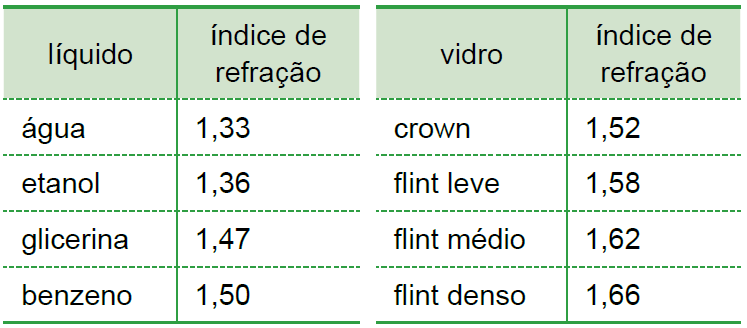 líquido
índice de
refração
água 1,33
etanol 1,36
glicerina 1,47
benzeno 1,50
vidro
índice de
refração
crown 1,52
flint leve 1,58
flint médio 1,62
flint denso 1,66